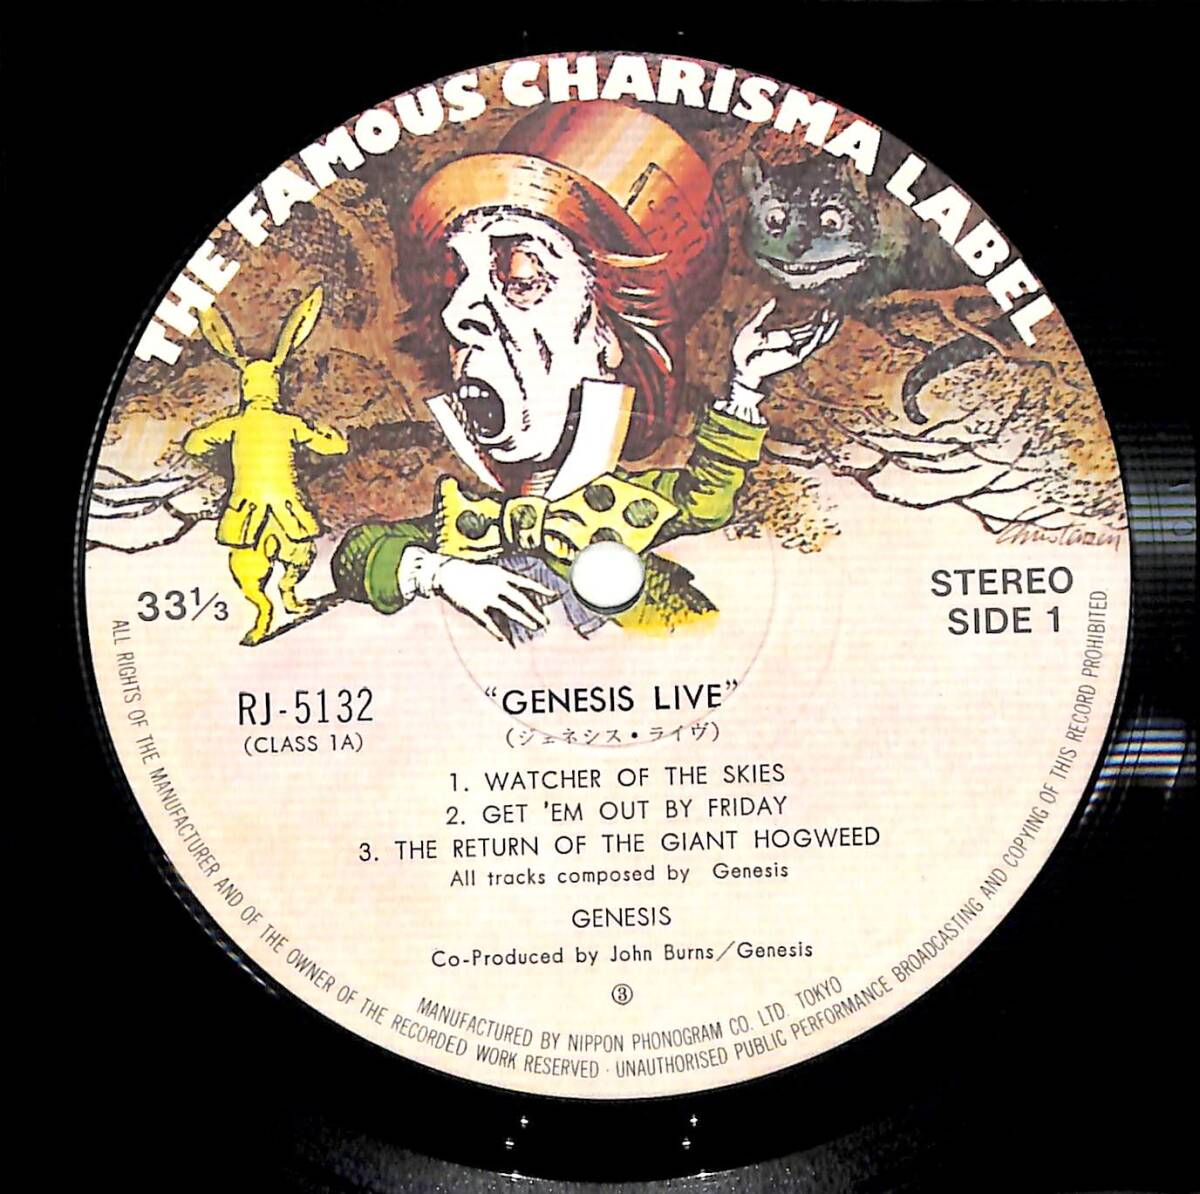 THE FAMOUS CHARISMA LABEL
33⅓
STEREO
SIDE 1
RJ-5132
(CLASS 1A)
"GENESIS LIVE"
(ジェネシス・ライヴ)
1. WATCHER OF THE SKIES
2. GET 'EM OUT BY FRIDAY
3. THE RETURN OF THE GIANT HOGWEED
All tracks composed by Genesis
GENESIS
Co-Produced by John Burns/Genesis
③
MANUFACTURED BY NIPPON PHONOGRAM CO. LTD. TOKYO
ALL RIGHTS OF THE MANUFACTURER AND OF THE OWNER OF THE RECORDED WORK RESERVED · UNAUTHORISED PUBLIC PERFORMANCE BROADCASTING AND COPYING OF THIS RECORD PROHIBITED.